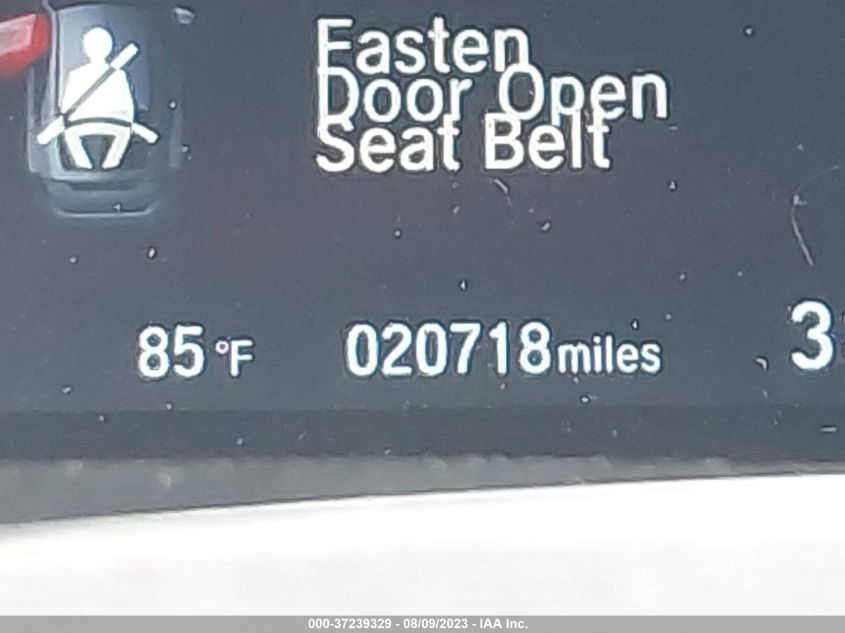 Fasten
Door Open
Seat Belt
85 °F 020718 miles 3
000-37239329 - 08/09/2023 - IAA Inc.